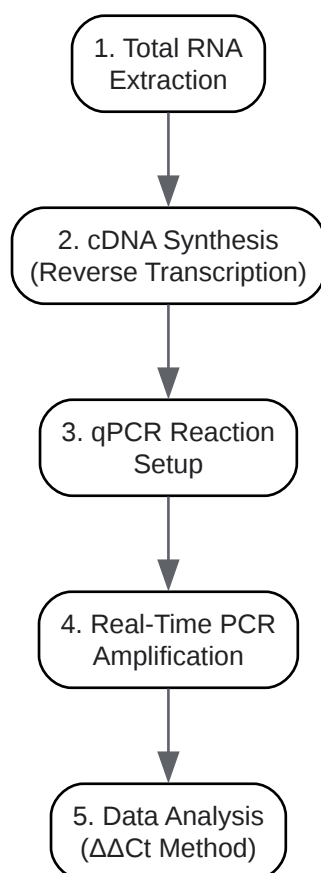 1. Total RNA
Extraction
2. cDNA Synthesis
(Reverse Transcription)
3. qPCR Reaction
Setup
4. Real-Time PCR
Amplification
5. Data Analysis
(ΔΔCt Method)